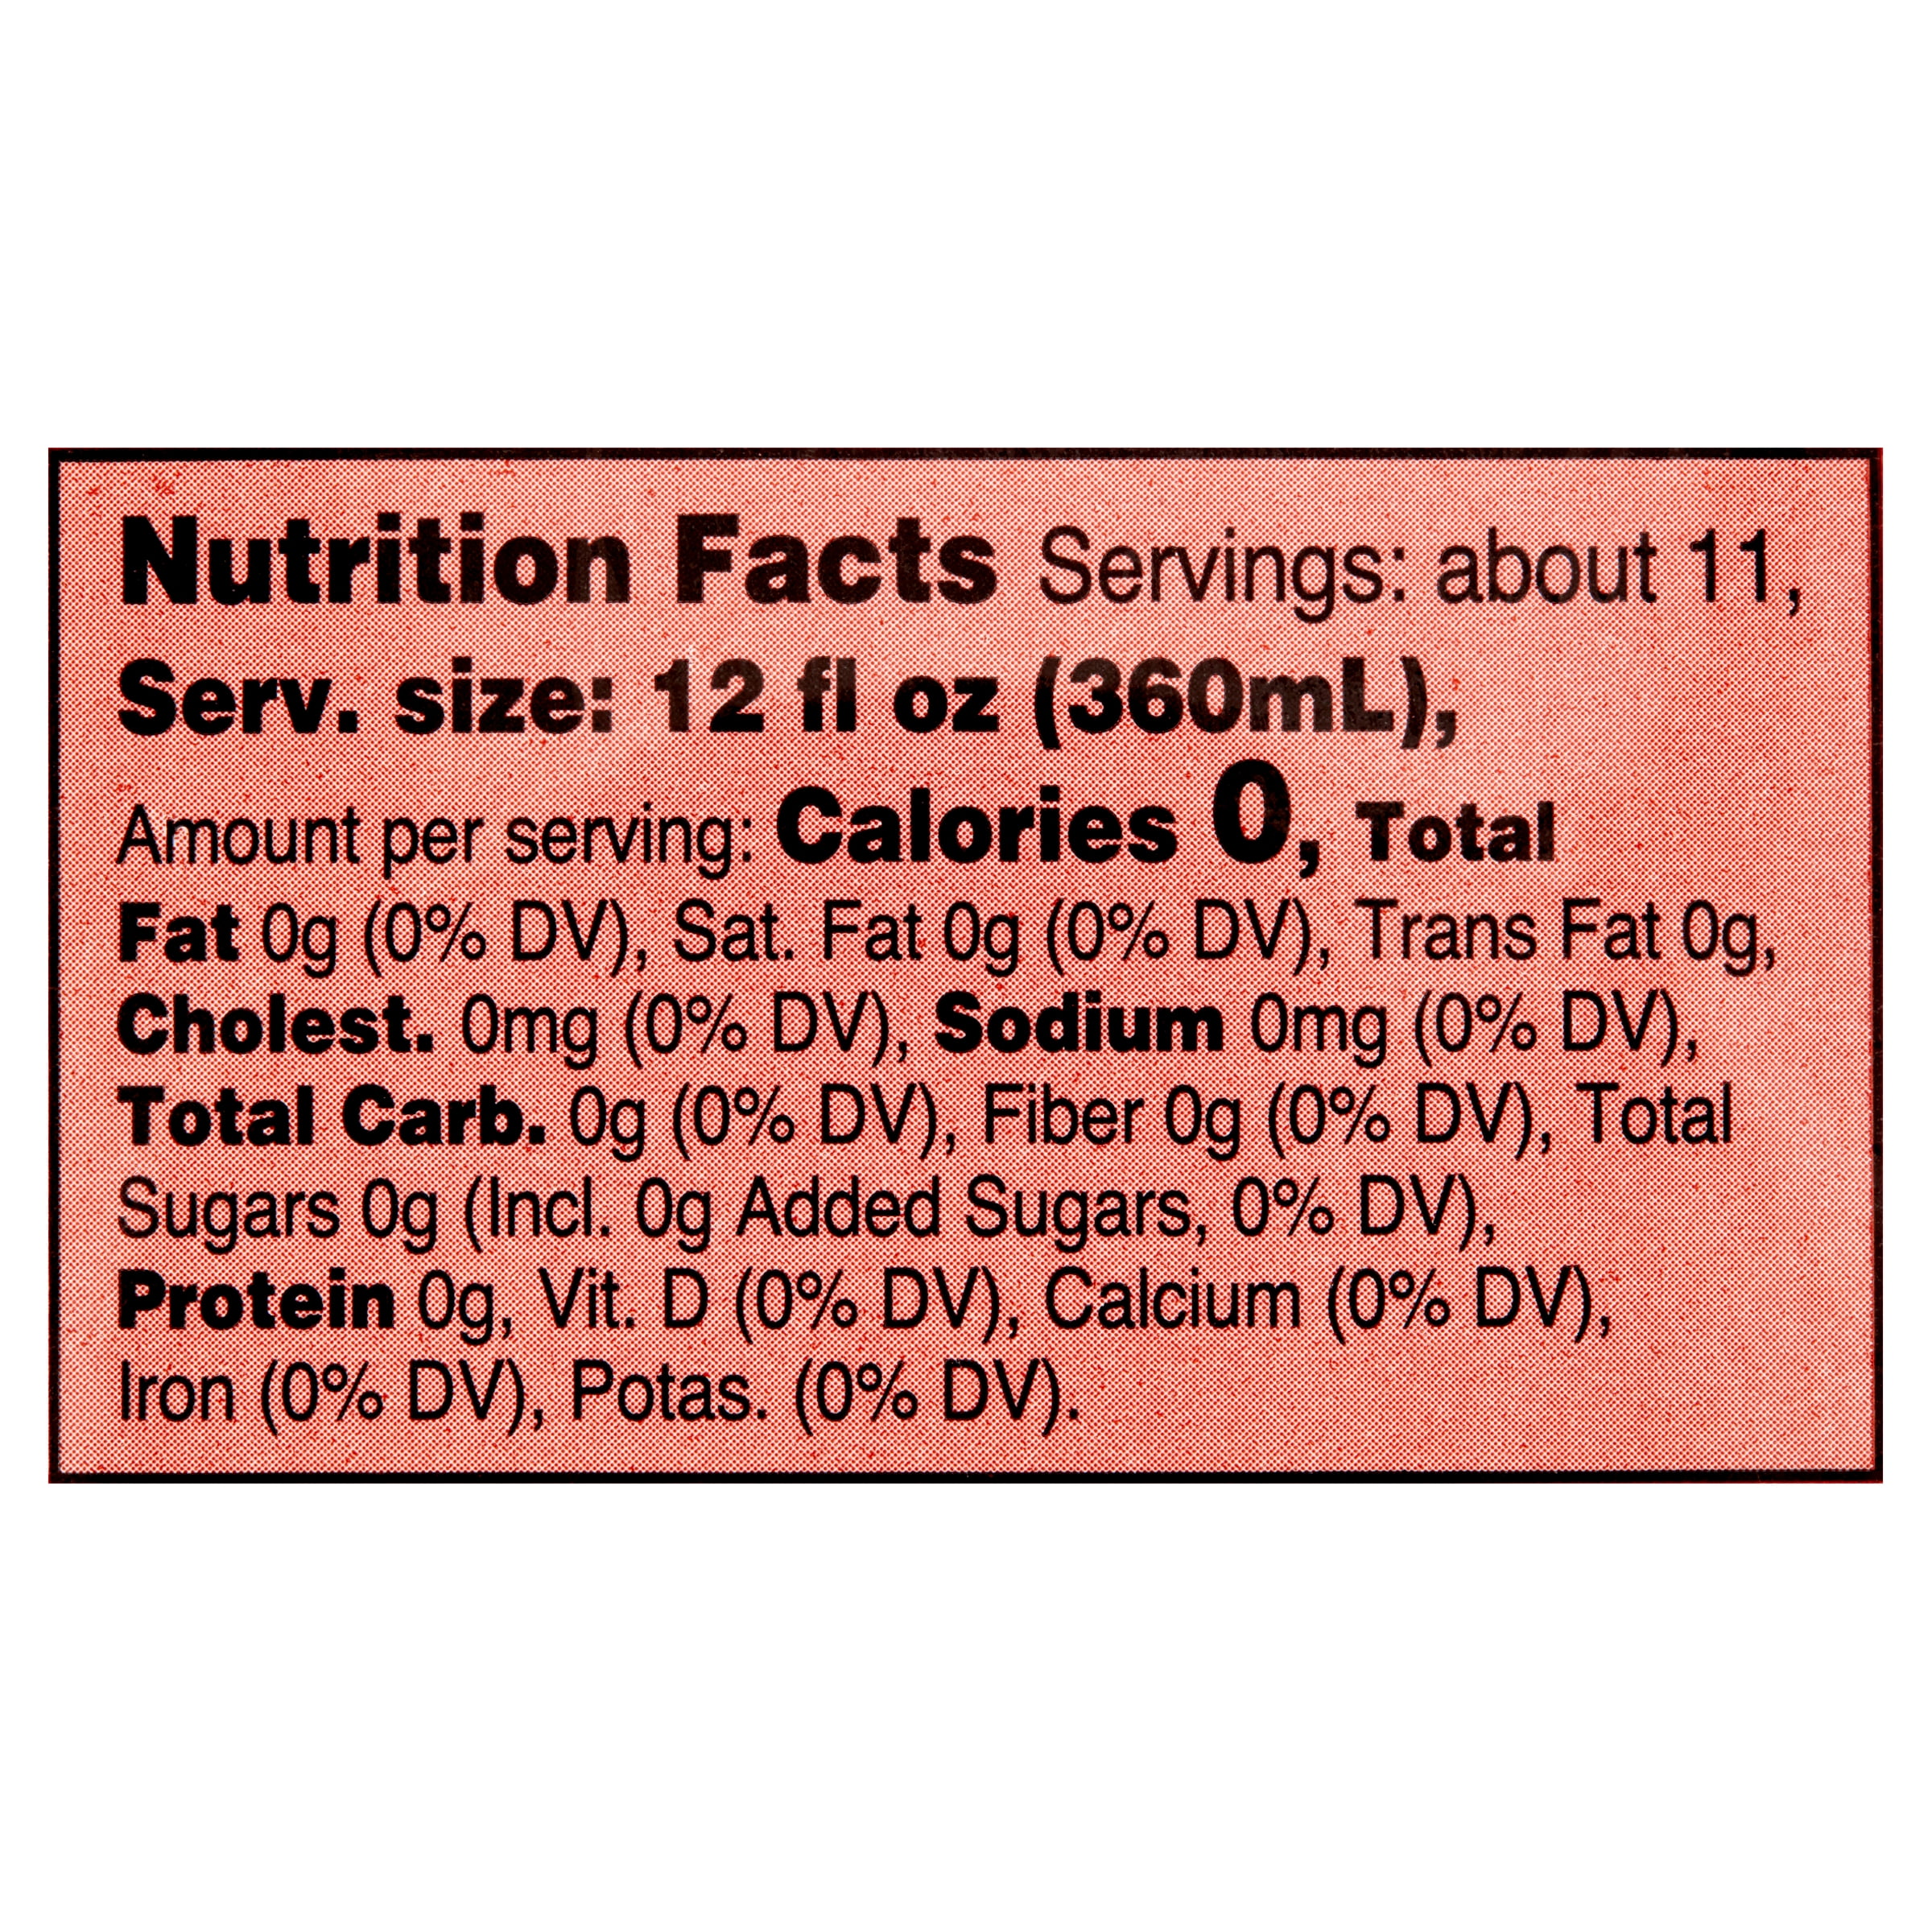 Nutrition Facts Servings: about 11,
Serv. size: 12 fl oz (360mL),
Amount per serving: Calories 0, Total
Fat 0g (0% DV), Sat. Fat 0g (0% DV), Trans Fat 0g,
Cholest. 0mg (0% DV), Sodium 0mg (0% DV),
Total Carb. 0g (0% DV), Fiber 0g (0% DV), Total
Sugars 0g (Incl. 0g Added Sugars, 0% DV),
Protein 0g, Vit. D (0% DV), Calcium (0% DV),
Iron (0% DV), Potas. (0% DV).